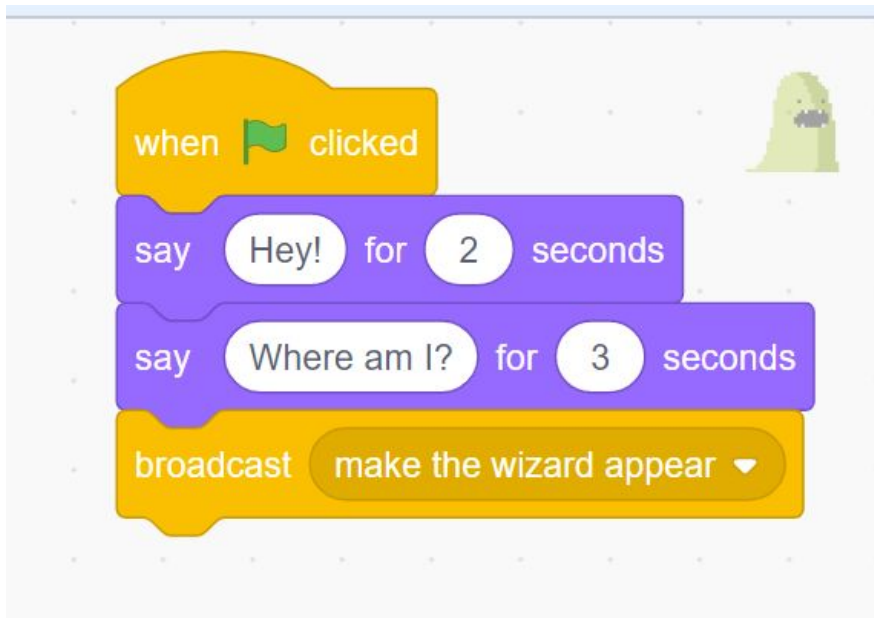 when clicked
say Hey! for 2 seconds
say Where am I? for 3 seconds
broadcast make the wizard appear